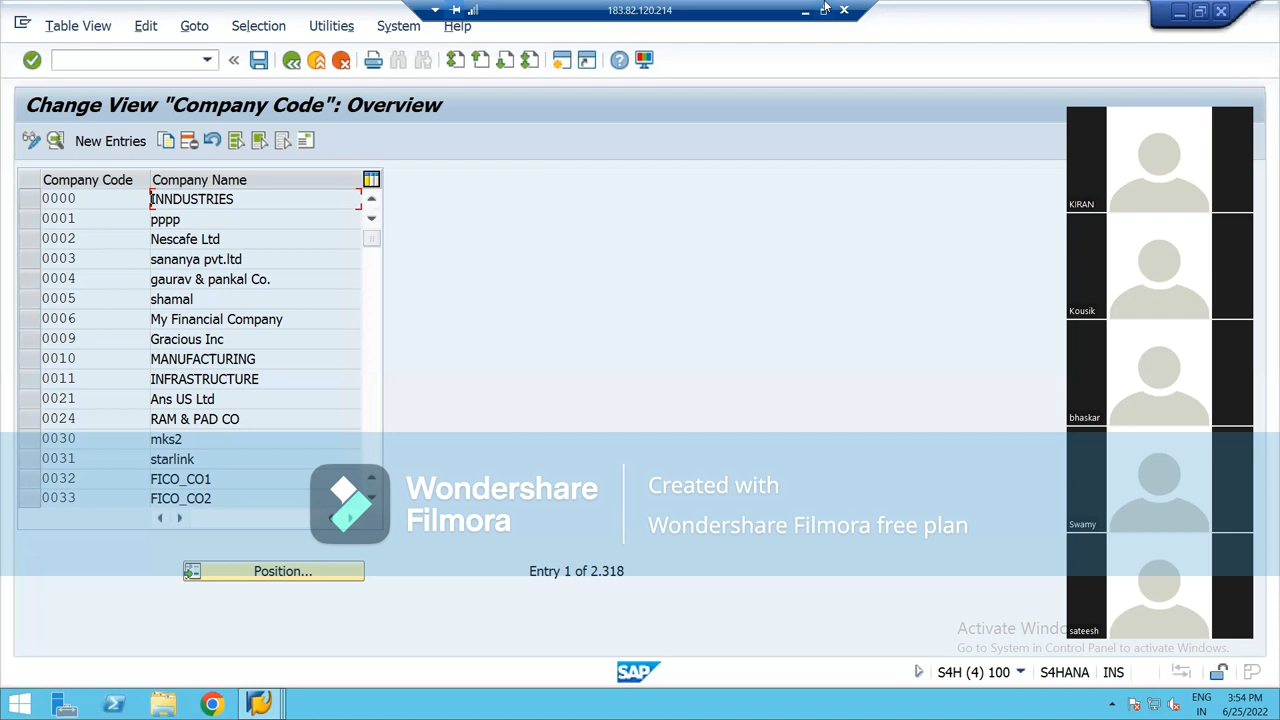 183.82.120.214
Table View Edit Goto Selection Utilities System Help
Change View "Company Code": Overview
New Entries
Company Code Company Name
0000 INNDUSTRIES
0001 pppp
0002 Nescafe Ltd
0003 sananya pvt.ltd
0004 gaurav & pankal Co.
0005 shamal
0006 My Financial Company
0009 Gracious Inc
0010 MANUFACTURING
0011 INFRASTRUCTURE
0021 Ans US Ltd
0024 RAM & PAD CO
0030 mks2
0031 starlink
0032 FICO_CO1
0033 FICO_CO2
Position...
Entry 1 of 2.318
KIRAN
Kousik
bhaskar
Swamy
sateesh
Wondershare
Filmora
Created with
Wondershare Filmora free plan
Activate Windo
Go to System in Control Panel to activate Windows.
SAP
S4H (4) 100 S4HANA INS
ENG
IN
3:54 PM
6/25/2022